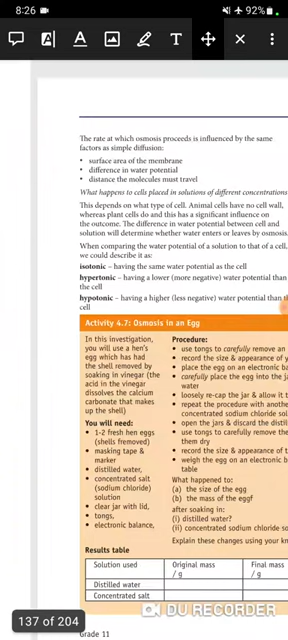 8:26
92%
The rate at which osmosis proceeds is influenced by the same
factors as simple diffusion:
• surface area of the membrane
• difference in water potential
• distance the molecules must travel
What happens to cells placed in solutions of different concentrations
This depends on what type of cell. Animal cells have no cell wall,
whereas plant cells do and this has a significant influence on
the outcome. The difference in water potential between cell and
solution will determine whether water enters or leaves by osmosis.
When comparing the water potential of a solution to that of a cell,
we could describe it as:
isotonic – having the same water potential as the cell
hypertonic – having a lower (more negative) water potential than
the cell
hypotonic – having a higher (less negative) water potential than
cell
Activity 4.7: Osmosis in an Egg
In this investigation,
you will use a hen's
egg which has had
the shell removed by
soaking in vinegar (the
acid in the vinegar
dissolves the calcium
carbonate that makes
up the shell)
You will need:
• 1-2 fresh hen eggs
(shells fremoved)
• masking tape and
marker
• distilled water,
• concentrated salt
(sodium chloride)
solution
• clear jar with lid,
• tongs,
• electronic balance,
Procedure:
• use tongs to carefully remove an
• record the size & appearance of
• place the egg on an electronic
• carefully place the egg into the
water
• loosely re-cap the jar & allow it
• repeat the procedure with another
concentrated sodium chloride
• open the jars & discard the
• use tongs to carefully remove the
them dry
• record the size & appearance of
• weigh the egg on an electronic
table
What happened to:
(a) the size of the egg
(b) the mass of the eggf
after soaking in:
(i) distilled water?
(ii) concentrated sodium chloride
Explain these changes using your
Results table
Solution used Original mass / g Final mass / g
Distilled water
Concentrated salt
137 of 204
DU RECORDER
Grade 11